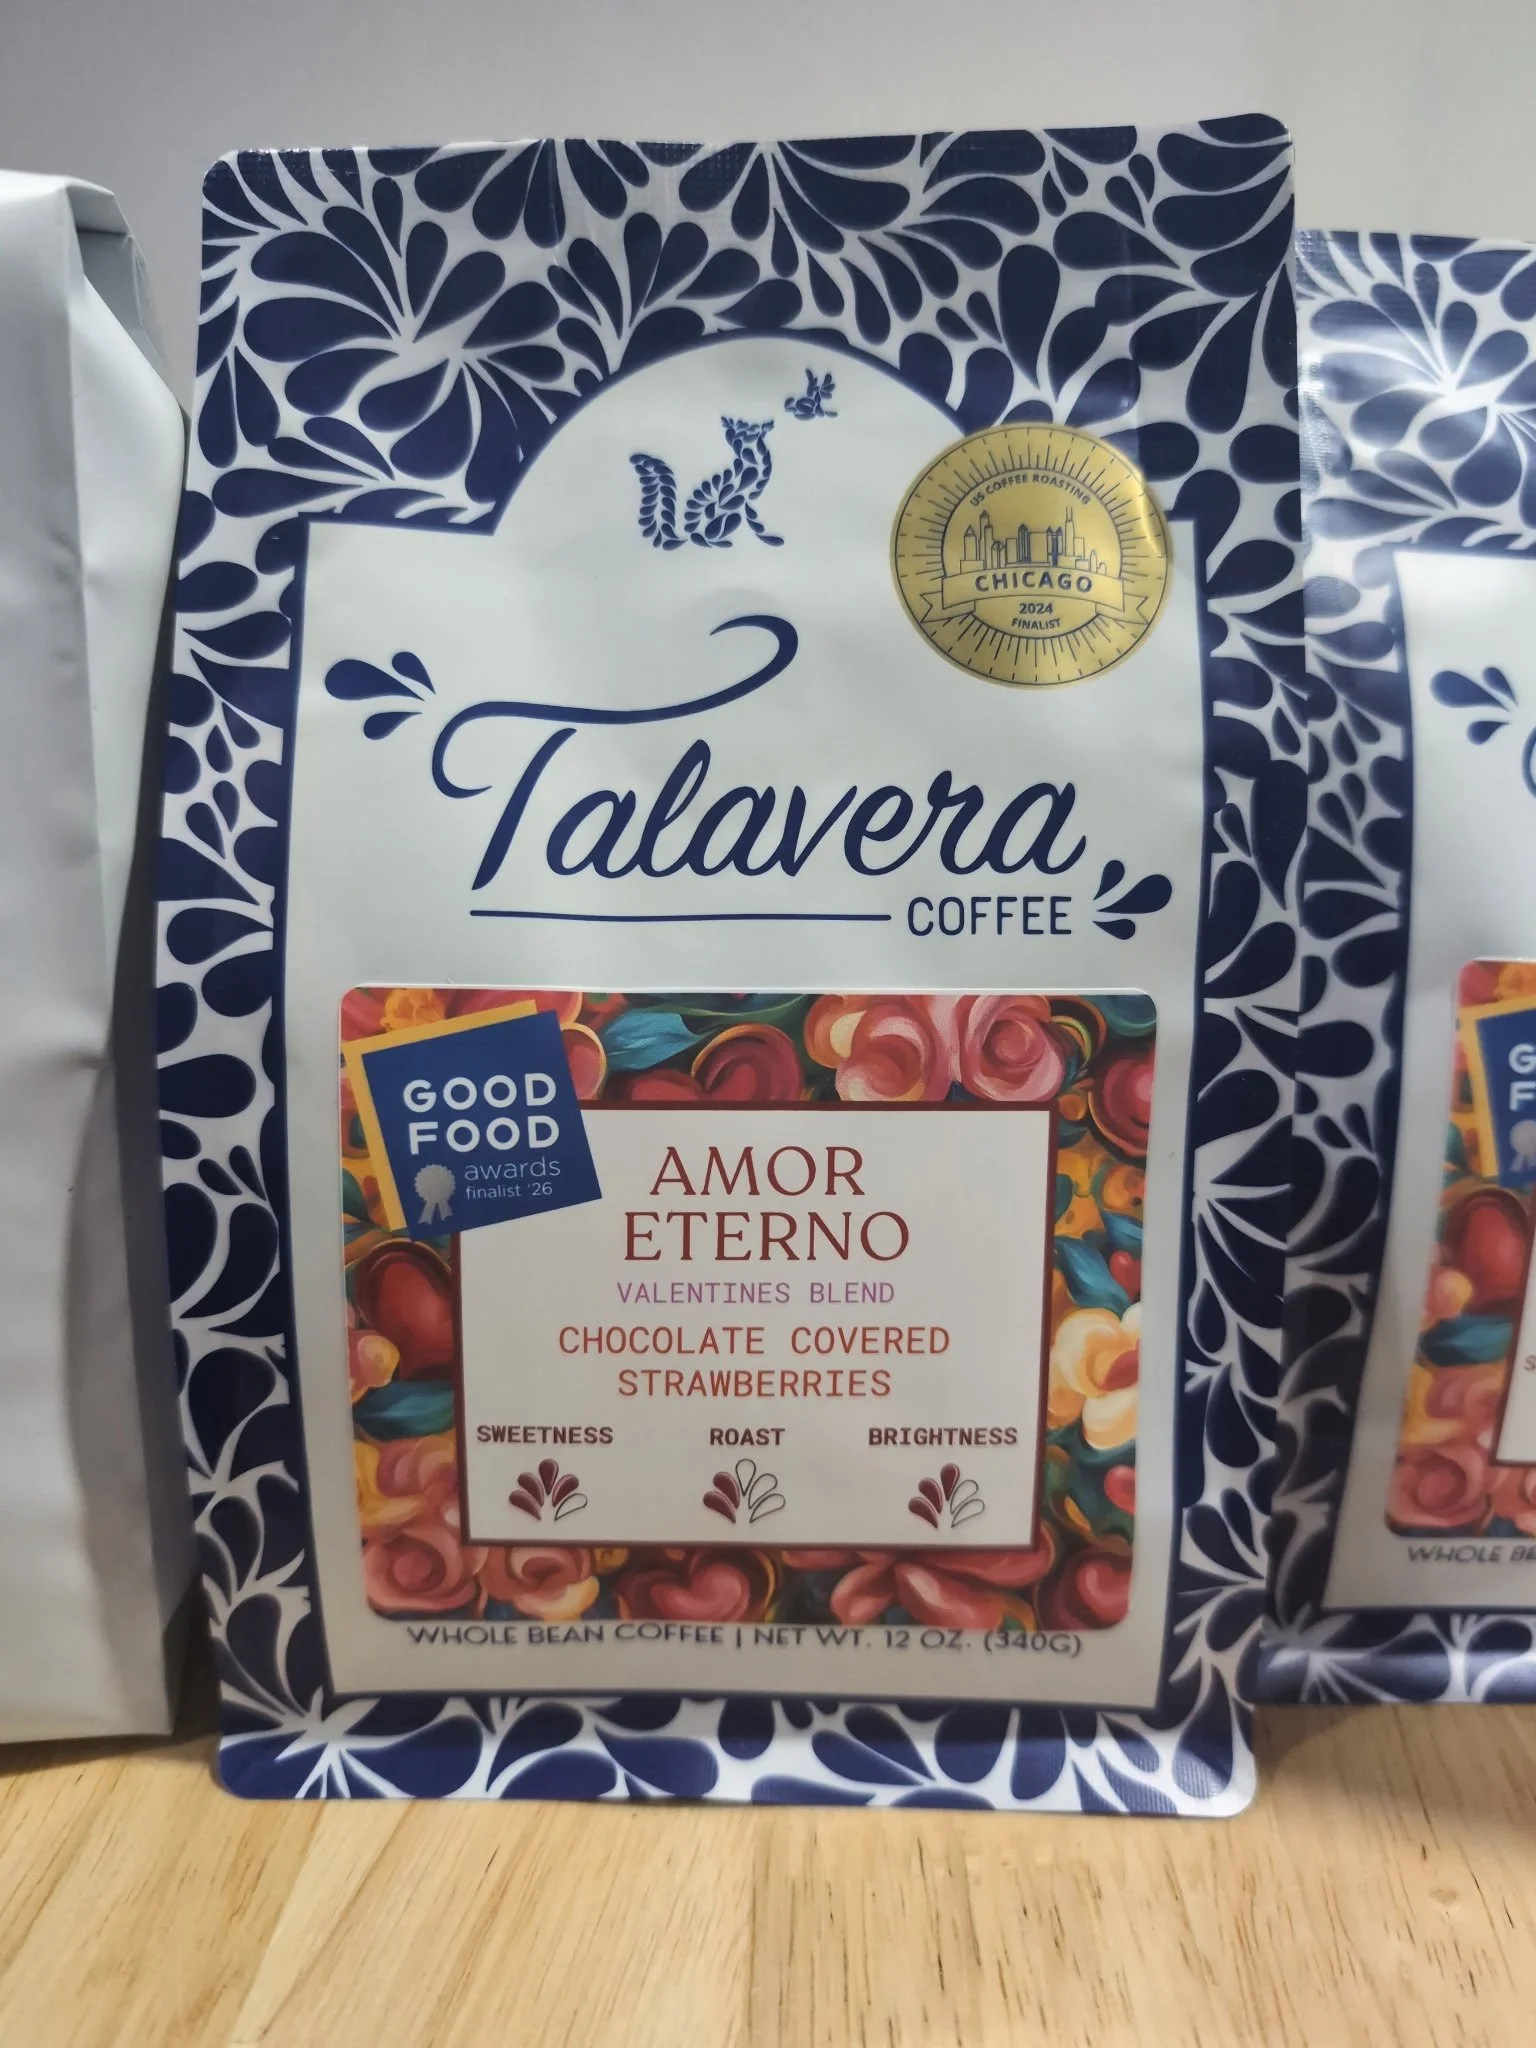 US COFFEE ROASTING
CHICAGO
2024
FINALIST
Talavera
COFFEE
GOOD
FOOD
awards
finalist '26
AMOR
ETERNO
VALENTINES BLEND
CHOCOLATE COVERED
STRAWBERRIES
SWEETNESS ROAST BRIGHTNESS
WHOLE BEAN COFFEE | NET WT. 12 OZ. (340G)
WHOLE